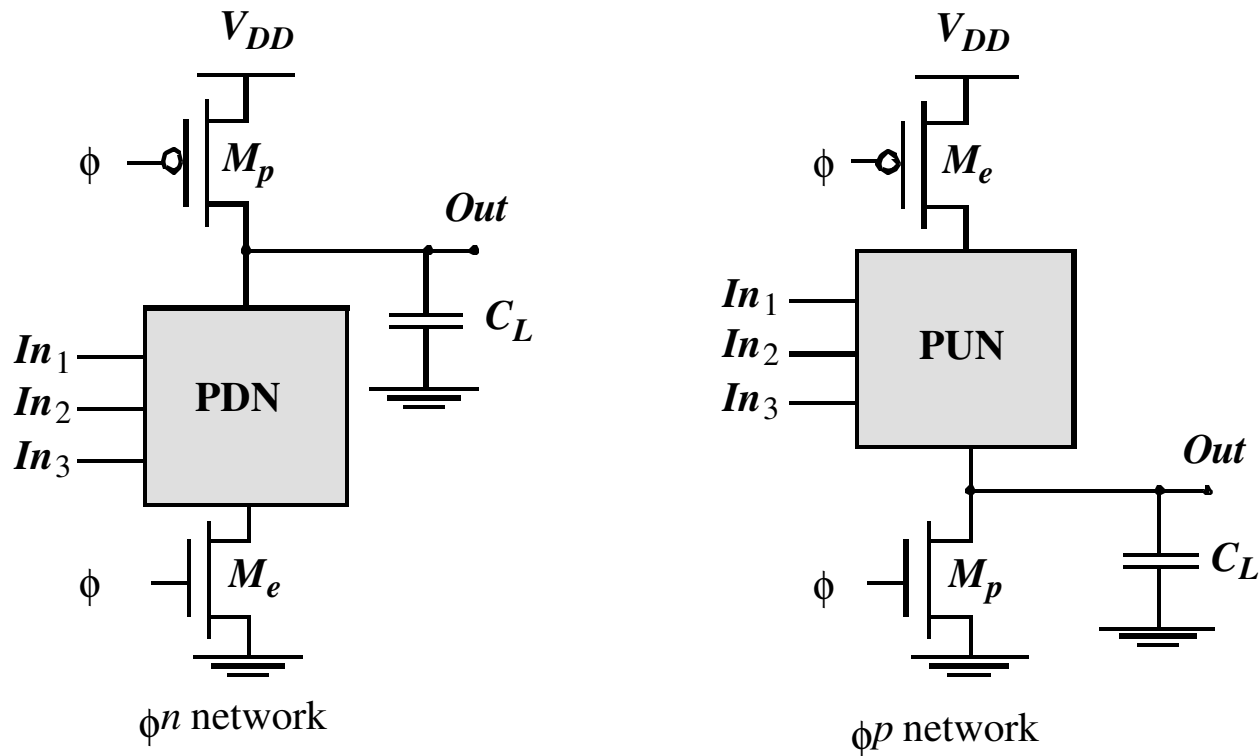 V_DD
ϕ
M_p
Out
C_L
In_1
In_2
In_3
PDN
ϕ
M_e
ϕn network
V_DD
ϕ
M_e
In_1
In_2
In_3
PUN
Out
ϕ
M_p
C_L
ϕp network